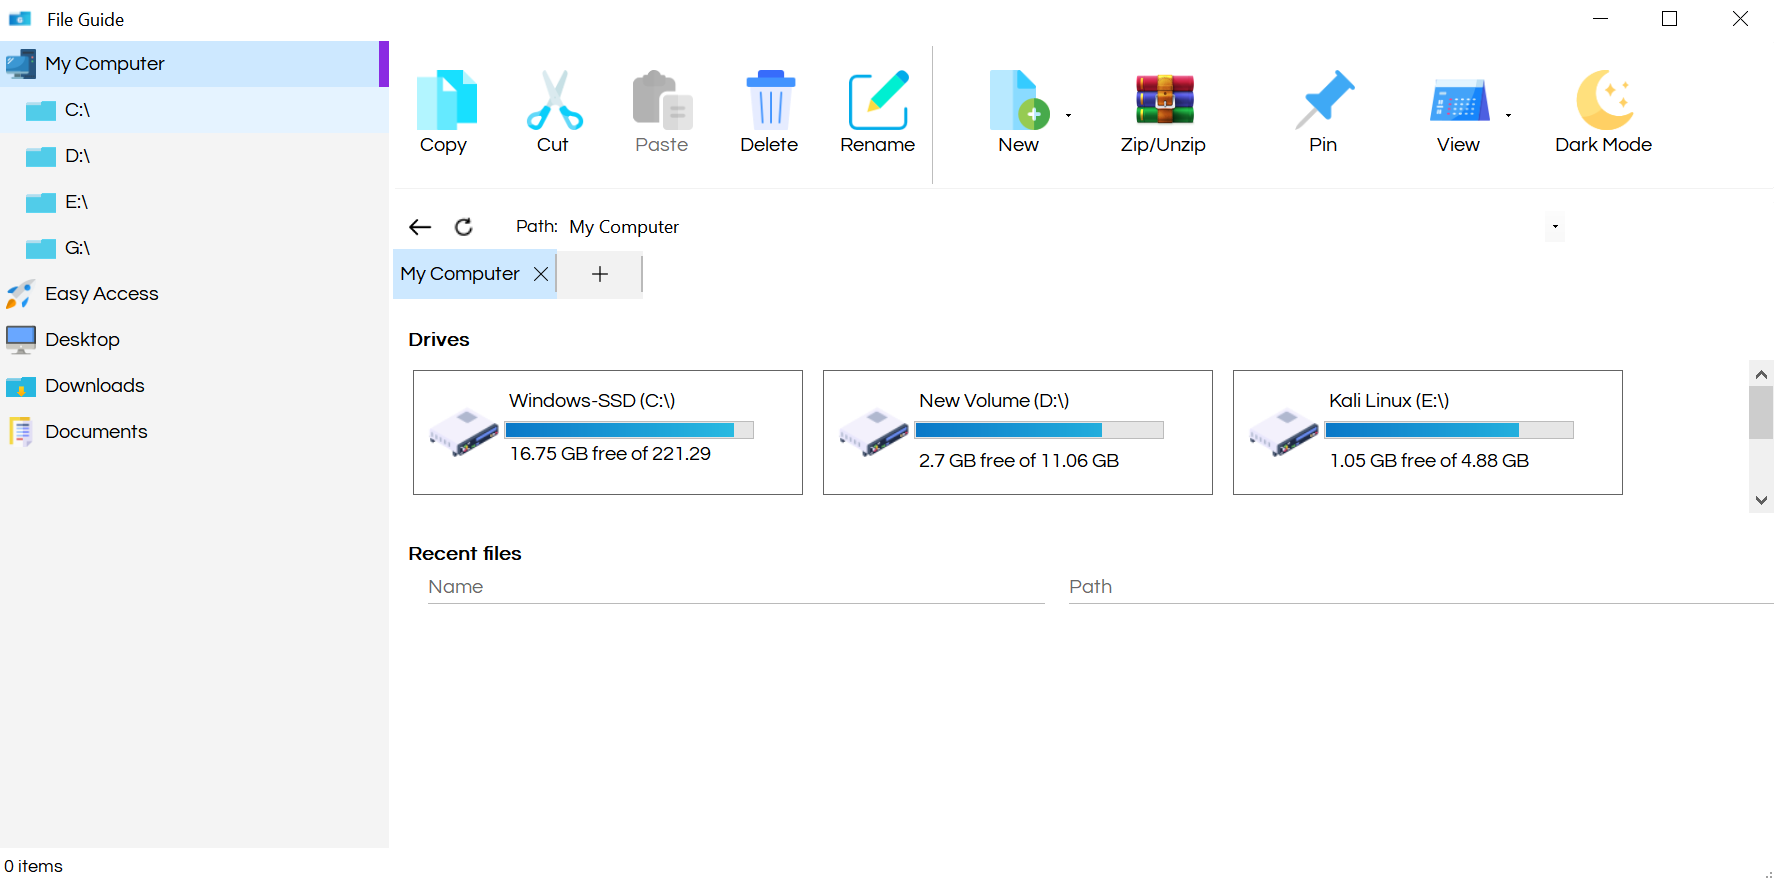 File Guide
My Computer
C:\
D:\
E:\
G:\
Easy Access
Desktop
Downloads
Documents
Copy
Cut
Paste
Delete
Rename
New
Zip/Unzip
Pin
View
Dark Mode
Path: My Computer
My Computer
Drives
Windows-SSD (C:\)
16.75 GB free of 221.29
New Volume (D:\)
2.7 GB free of 11.06 GB
Kali Linux (E:\)
1.05 GB free of 4.88 GB
Recent files
Name
Path
0 items